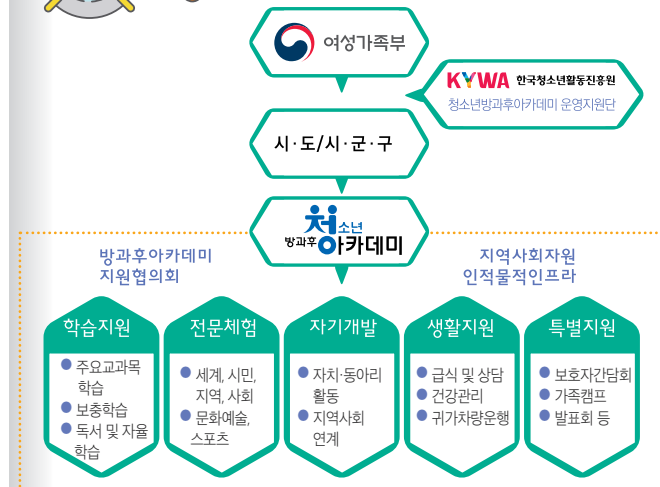 여성가족부
KYWA 한국청소년활동진흥원
청소년방과후아카데미 운영지원단
시·도/시·군·구
청소년
방과후 아카데미
방과후아카데미
지원협의회
지역사회자원
인적물적인프라
학습지원
주요교과목
학습
보충학습
독서 및 자율
학습
전문체험
세계, 시민,
지역, 사회
문화예술,
스포츠
자기개발
자치·동아리
활동
지역사회
연계
생활지원
급식 및 상담
건강관리
귀가차량운행
특별지원
보호자간담회
가족캠프
발표회 등